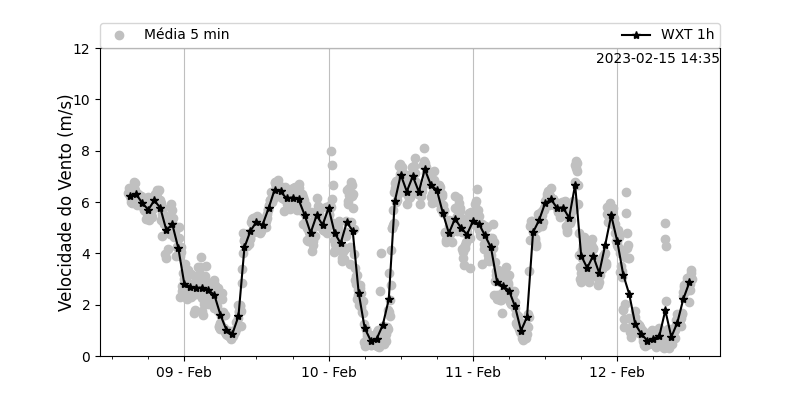 Média 5 min
WXT 1h
2023-02-15 14:35
Velocidade do Vento (m/s)
12
10
8
6
4
2
0
09 - Feb
10 - Feb
11 - Feb
12 - Feb